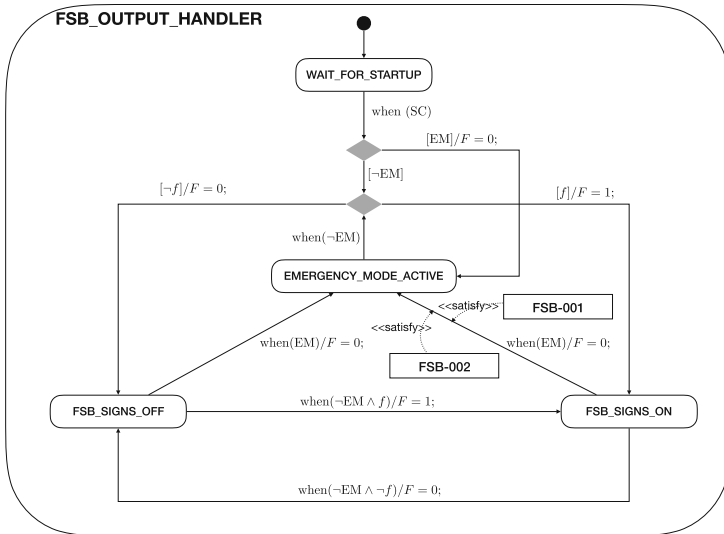 FSB_OUTPUT_HANDLER
WAIT_FOR_STARTUP
when (SC)
[EM]/F = 0;
[¬EM]
[¬f]/F = 0;
[f]/F = 1;
when(¬EM)
EMERGENCY_MODE_ACTIVE
<<satisfy>>
FSB-001
<<satisfy>>
when(EM)/F = 0;
when(EM)/F = 0;
FSB-002
FSB_SIGNS_OFF
when(¬EM ∧ f)/F = 1;
FSB_SIGNS_ON
when(¬EM ∧ ¬f)/F = 0;